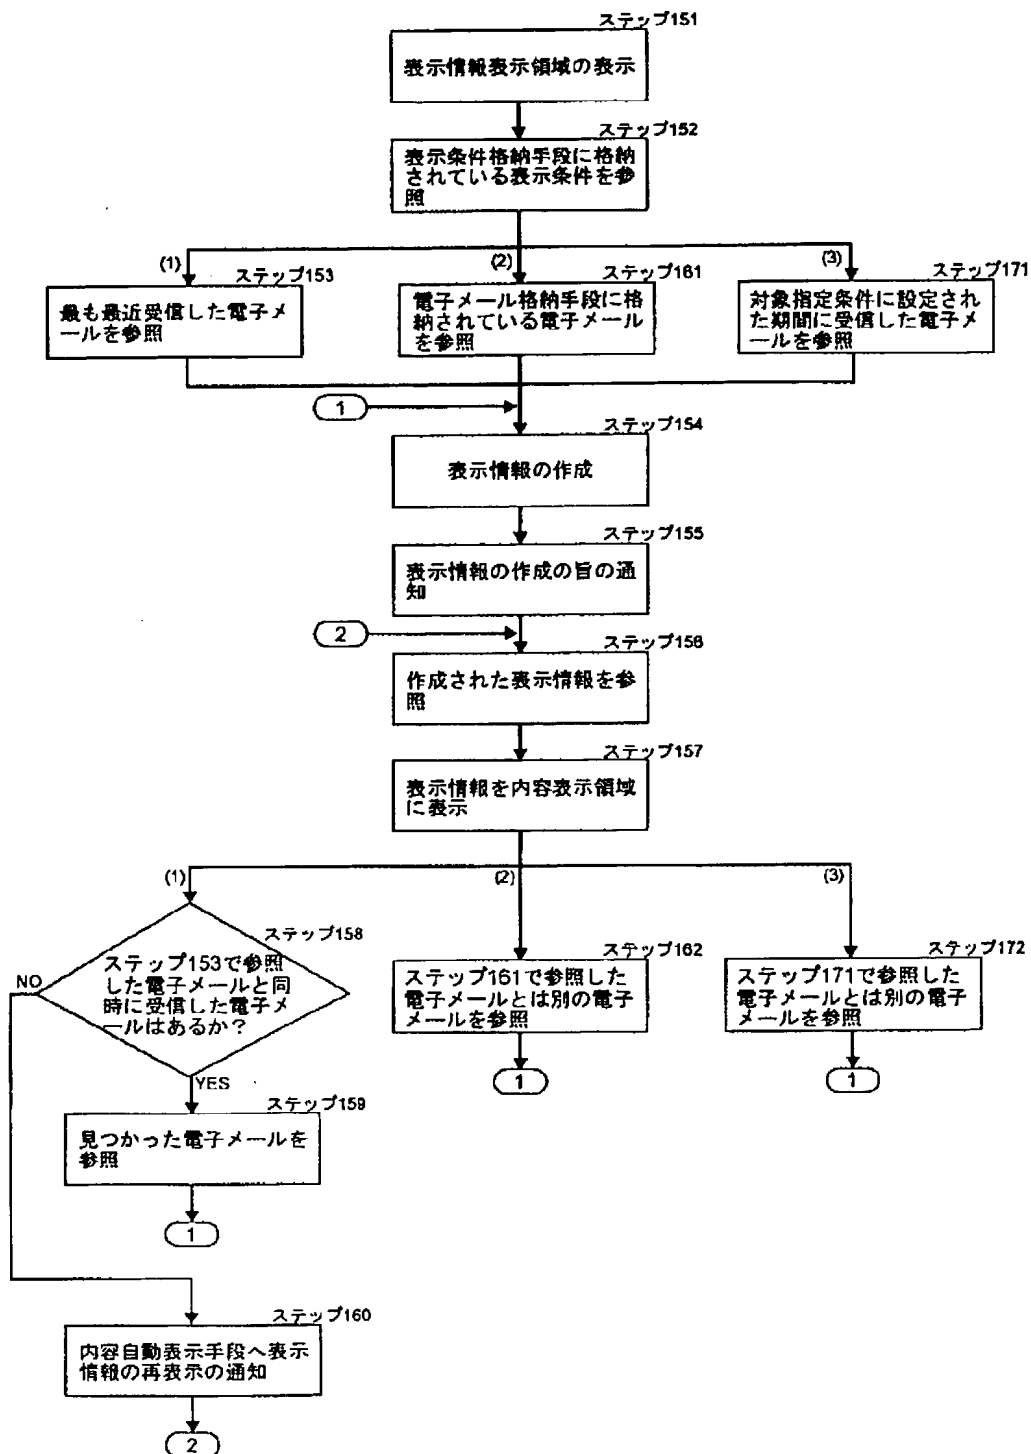 ステップ151
表示情報表示領域の表示
ステップ152
表示条件格納手段に格納
されている表示条件を参
照
(1)
ステップ153
最も最近受信した電子メ
ールを参照
(2)
ステップ161
電子メール格納手段に格
納されている電子メール
を参照
(3)
ステップ171
対象指定条件に設定され
た期間に受信した電子メ
ールを参照
1
ステップ154
表示情報の作成
ステップ155
表示情報の作成の旨の通
知
2
ステップ156
作成された表示情報を参
照
ステップ157
表示情報を内容表示領域
に表示
(1)
(2)
(3)
ステップ158
ステップ153で参照
した電子メールと同
時に受信した電子メ
ールはあるか?
NO
YES
ステップ162
ステップ161で参照した
電子メールとは別の電子
メールを参照
1
ステップ172
ステップ171で参照した
電子メールとは別の電子
メールを参照
1
ステップ159
見つかった電子メールを
参照
1
ステップ160
内容自動表示手段へ表示
情報の再表示の通知
2